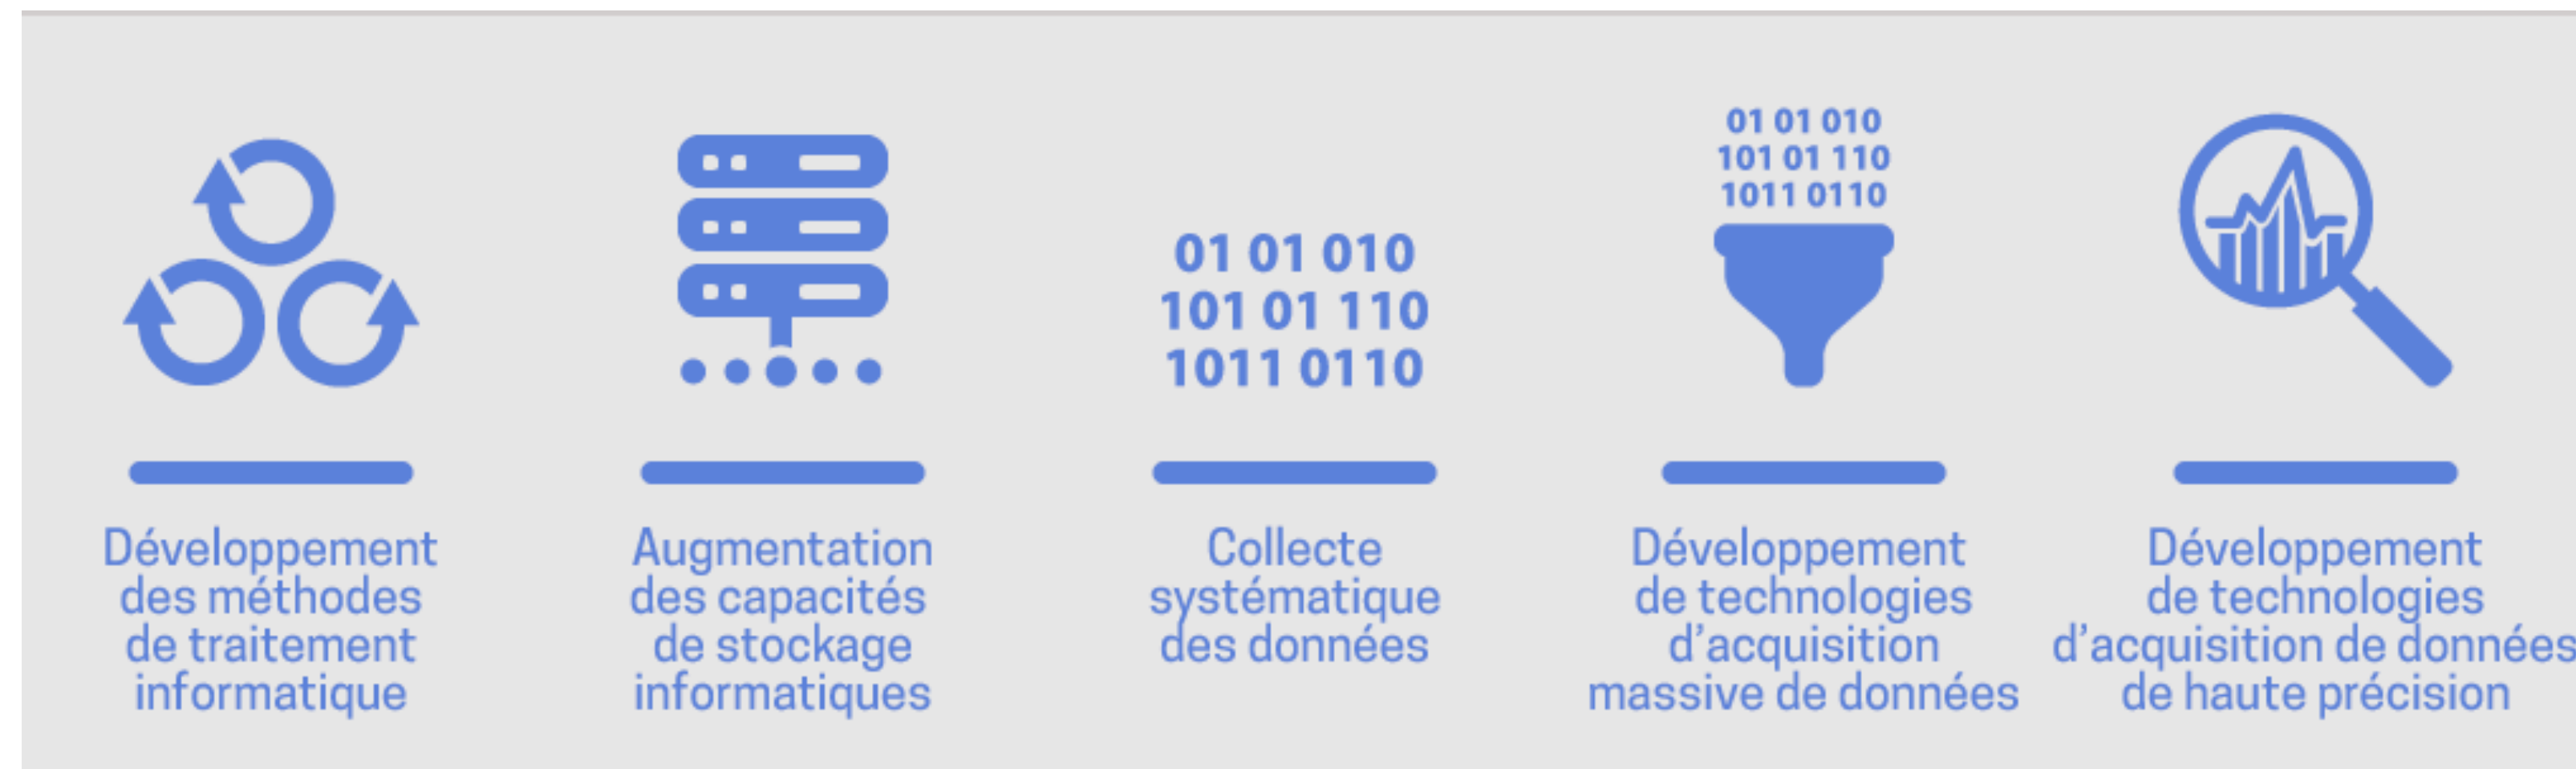 01 01 010
101 01 110
1011 0110
01 01 010
101 01 110
1011 0110
Développement
des méthodes
de traitement
informatique
Augmentation
des capacités
de stockage
informatiques
Collecte
systématique
des données
Développement
de technologies
d’acquisition
massive de données
Développement
de technologies
d’acquisition de données
de haute précision